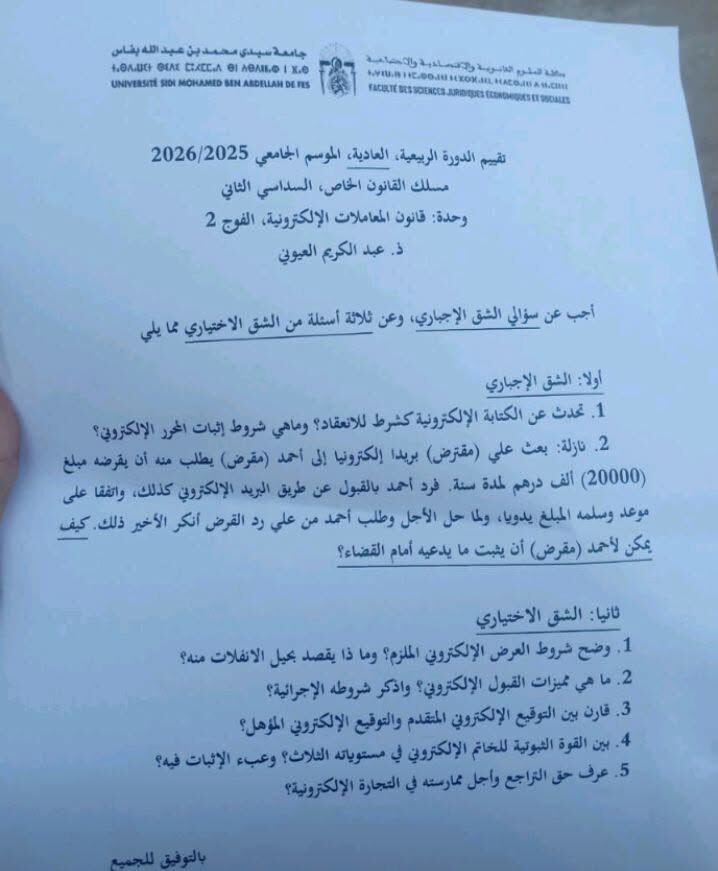 جامعة سيدي محمد بن عبد الله بفاس
UNIVERSITÉ SIDI MOHAMED BEN ABDELLAH DE FES
كلية العلوم القانونية والاقتصادية والاجتماعية
FACULTÉ DES SCIENCES JURIDIQUES ÉCONOMIQUES ET SOCIALES
تقييم الدورة الربيعية، العادية، الموسم الجامعي 2026/2025
مسلك القانون الخاص، السداسي الثاني
وحدة: قانون المعاملات الإلكترونية، الفوج 2
ذ. عبد الكريم العيوني
أجب عن سؤالي الشق الإجباري، وعن ثلاثة أسئلة من الشق الاختياري مما يلي
أولا: الشق الإجباري
1. تحدث عن الكتابة الإلكترونية كشرط للانعقاد؟ وماهي شروط إثبات المحرر الإلكتروني؟
2. نازلة: بعث علي (مقترض) بريدا إلكترونيا إلى أحمد (مقرض) يطلب منه أن يقرضه مبلغ
(20000) ألف درهم لمدة سنة. فرد أحمد بالقبول عن طريق البريد الإلكتروني كذلك، واتفقا على
موعد وسلمه المبلغ يدويا، ولما حل الأجل وطلب أحمد من علي رد القرض أنكر الأخير ذلك. كيف
يمكن لأحمد (مقرض) أن يثبت ما يدعيه أمام القضاء؟
ثانيا: الشق الاختياري
1. وضح شروط العرض الإلكتروني الملزم؟ وما ذا يقصد بحيل الانفلات منه؟
2. ما هي مميزات القبول الإلكتروني؟ واذكر شروطه الإجرائية؟
3. قارن بين التوقيع الإلكتروني المتقدم والتوقيع الإلكتروني المؤهل؟
4. بين القوة الثبوتية للخاتم الإلكتروني في مستوياته الثلاث؟ وعبء الإثبات فيه؟
5. عرف حق التراجع وأجل ممارسته في التجارة الإلكترونية؟
بالتوفيق للجميع